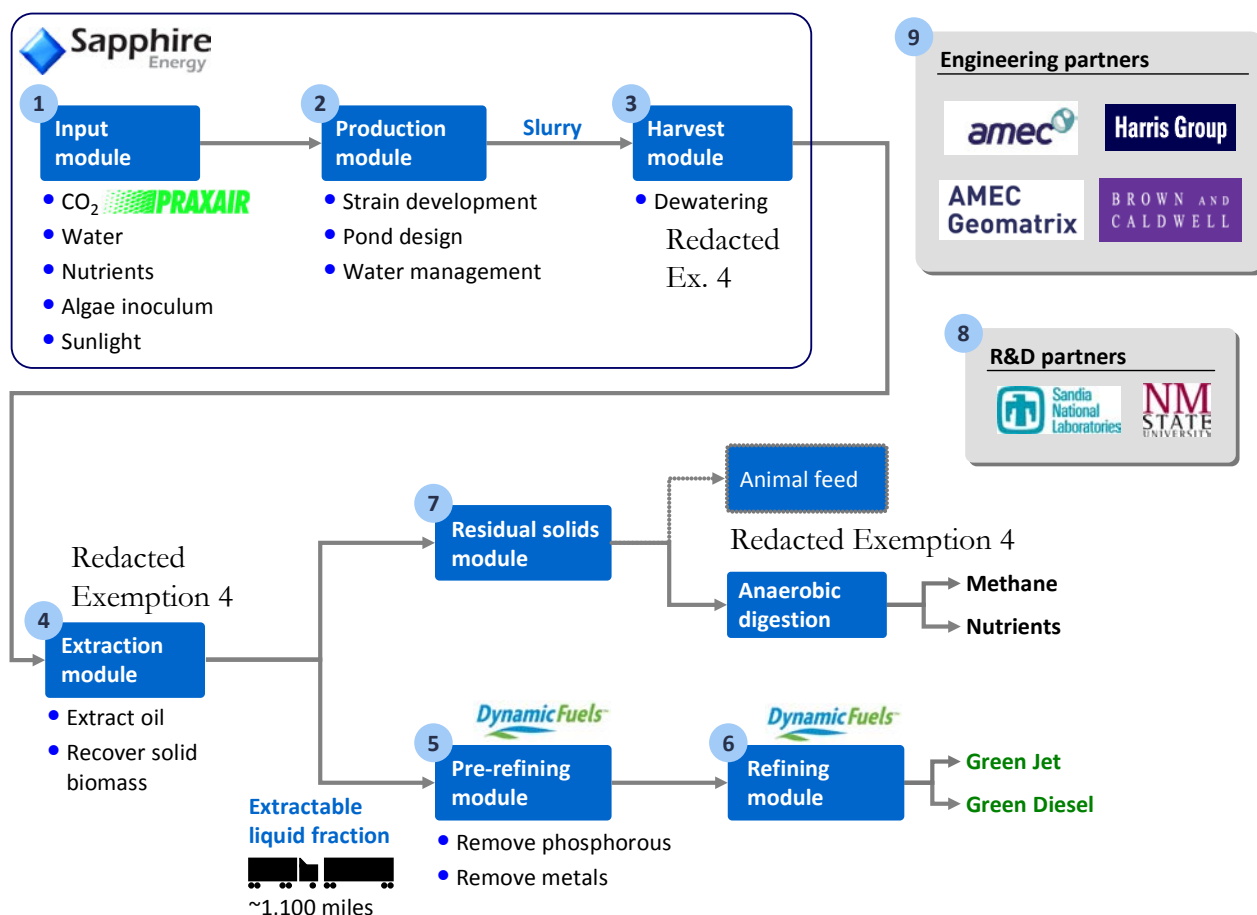 Sapphire
Energy
1
Input
module
2
Production
module
Slurry
3
Harvest
module
• CO₂ PRAXAIR
• Water
• Nutrients
• Algae inoculum
• Sunlight
• Strain development
• Pond design
• Water management
• Dewatering
Redacted
Ex. 4
9
Engineering partners
amec
Harris Group
AMEC
Geomatrix
BROWN AND
CALDWELL
8
R&D partners
Sandia
National
Laboratories
NM
STATE
UNIVERSITY
Redacted
Exemption 4
4
Extraction
module
• Extract oil
• Recover solid
biomass
7
Residual solids
module
Animal feed
Redacted Exemption 4
Anaerobic
digestion
Methane
Nutrients
Extractable
liquid fraction
~1,100 miles
Dynamic Fuels
5
Pre-refining
module
• Remove phosphorous
• Remove metals
Dynamic Fuels
6
Refining
module
Green Jet
Green Diesel